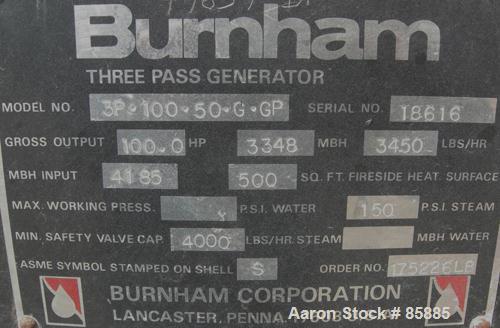 Burnham
THREE PASS GENERATOR
MODEL NO. 3P-100-50-G-GP SERIAL NO. 18616
GROSS OUTPUT 100.0 HP 3348 MBH 3450 LBS/HR
MBH INPUT 4185 500 SQ. FT. FIRESIDE HEAT. SURFACE
MAX. WORKING PRESS. P.S.I. WATER 150 P.S.I. STEAM
MIN. SAFETY VALVE CAP. 4000 LBS/HR. STEAM MBH WATER
ASME SYMBOL STAMPED ON SHELL S ORDER NO. 175226LB
BURNHAM CORPORATION
LANCASTER, PENNA.
Aaron Stock # 85885